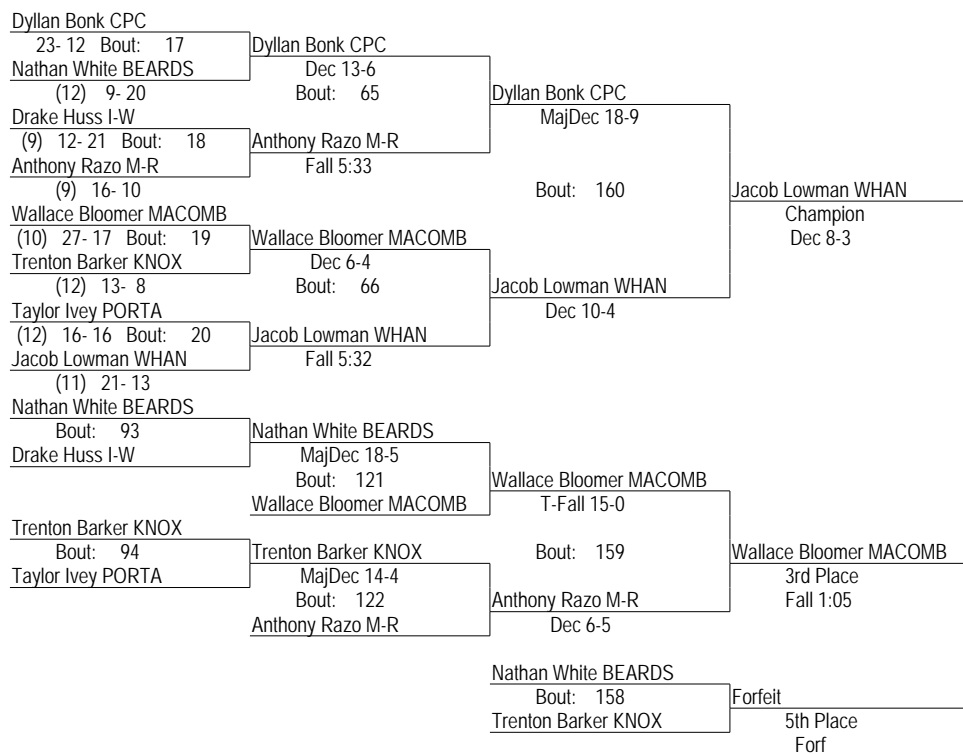 Dyllan Bonk CPC
23- 12 Bout: 17
Nathan White BEARDS
(12) 9- 20
Drake Huss I-W
(9) 12- 21 Bout: 18
Anthony Razo M-R
(9) 16- 10
Wallace Bloomer MACOMB
(10) 27- 17 Bout: 19
Trenton Barker KNOX
(12) 13- 8
Taylor Ivey PORTA
(12) 16- 16 Bout: 20
Jacob Lowman WHAN
(11) 21- 13
Dyllan Bonk CPC
Dec 13-6
Bout: 65
Anthony Razo M-R
Fall 5:33
Wallace Bloomer MACOMB
Dec 6-4
Bout: 66
Jacob Lowman WHAN
Fall 5:32
Dyllan Bonk CPC
MajDec 18-9
Bout: 160
Jacob Lowman WHAN
Dec 10-4
Jacob Lowman WHAN
Champion
Dec 8-3
Nathan White BEARDS
Bout: 93
Drake Huss I-W
Trenton Barker KNOX
Bout: 94
Taylor Ivey PORTA
Nathan White BEARDS
MajDec 18-5
Bout: 121
Wallace Bloomer MACOMB
Trenton Barker KNOX
MajDec 14-4
Bout: 122
Anthony Razo M-R
Wallace Bloomer MACOMB
T-Fall 15-0
Bout: 159
Anthony Razo M-R
Dec 6-5
Wallace Bloomer MACOMB
3rd Place
Fall 1:05
Nathan White BEARDS
Bout: 158
Trenton Barker KNOX
Forfeit
5th Place
Forf